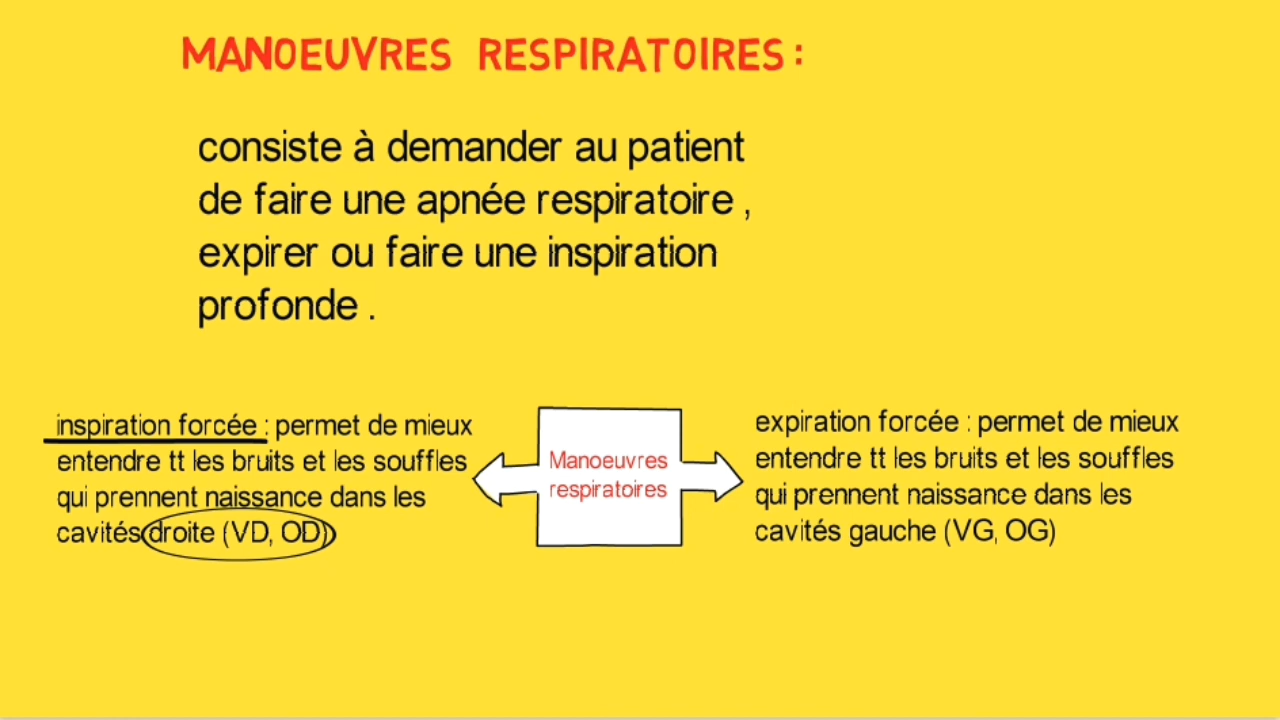 MANOEUVRES RESPIRATOIRES :
consiste à demander au patient
de faire une apnée respiratoire ,
expirer ou faire une inspiration
profonde .
inspiration forcée : permet de mieux
entendre tt les bruits et les souffles
qui prennent naissance dans les
cavités droite (VD, OD)
Manoeuvres
respiratoires
expiration forcée : permet de mieux
entendre tt les bruits et les souffles
qui prennent naissance dans les
cavités gauche (VG, OG)